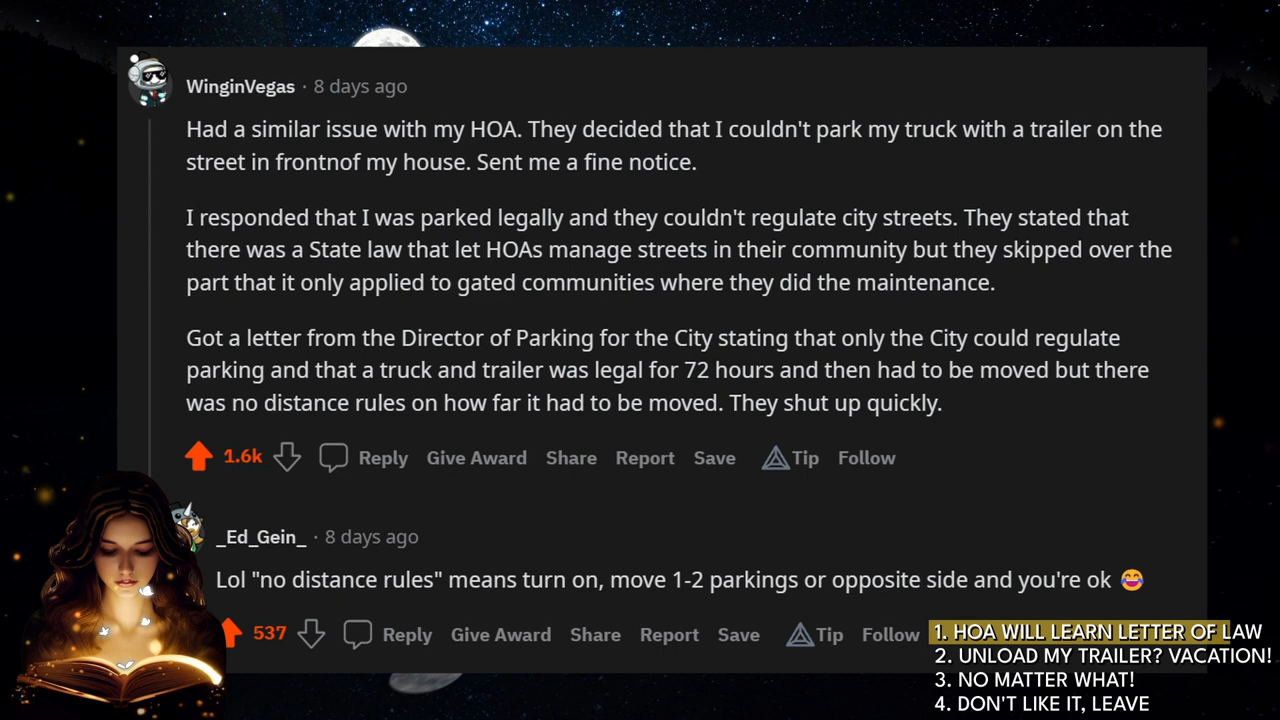 WinginVegas · 8 days ago
Had a similar issue with my HOA. They decided that I couldn't park my truck with a trailer on the
street in frontnof my house. Sent me a fine notice.
I responded that I was parked legally and they couldn't regulate city streets. They stated that
there was a State law that let HOAs manage streets in their community but they skipped over the
part that it only applied to gated communities where they did the maintenance.
Got a letter from the Director of Parking for the City stating that only the City could regulate
parking and that a truck and trailer was legal for 72 hours and then had to be moved but there
was no distance rules on how far it had to be moved. They shut up quickly.
1.6k Reply Give Award Share Report Save Tip Follow
_Ed_Gein_ · 8 days ago
Lol "no distance rules" means turn on, move 1-2 parkings or opposite side and you're ok 😂
537 Reply Give Award Share Report Save Tip Follow
1. HOA WILL LEARN LETTER OF LAW
2. UNLOAD MY TRAILER? VACATION!
3. NO MATTER WHAT!
4. DON'T LIKE IT, LEAVE